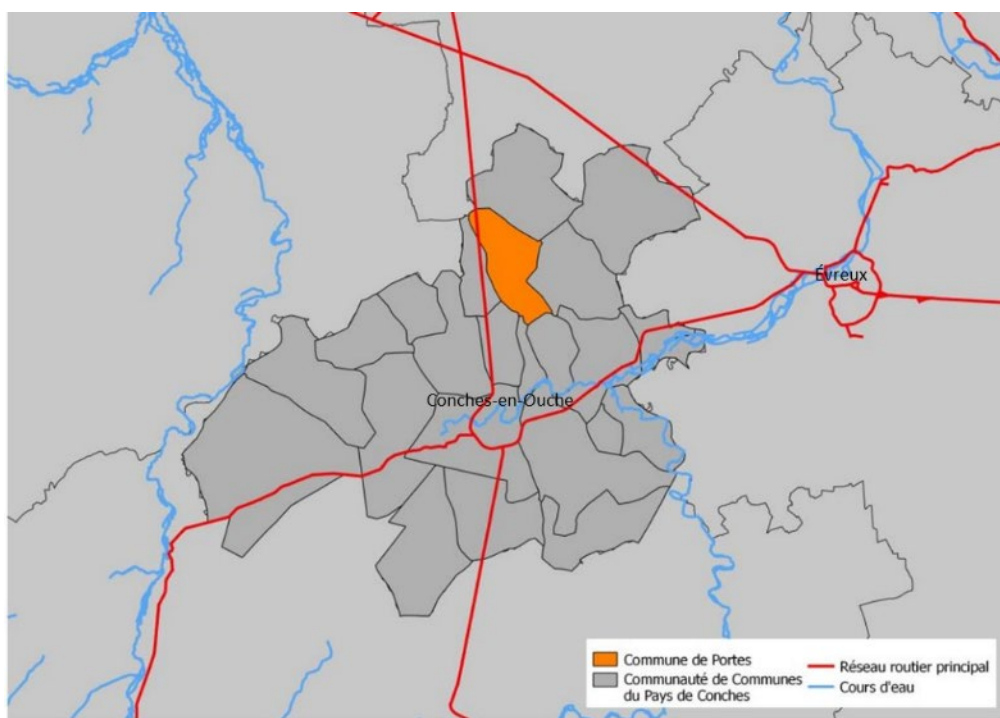 Évreux
Conches-en-Ouche
Commune de Portes
Communauté de Communes
du Pays de Conches
Réseau routier principal
Cours d'eau